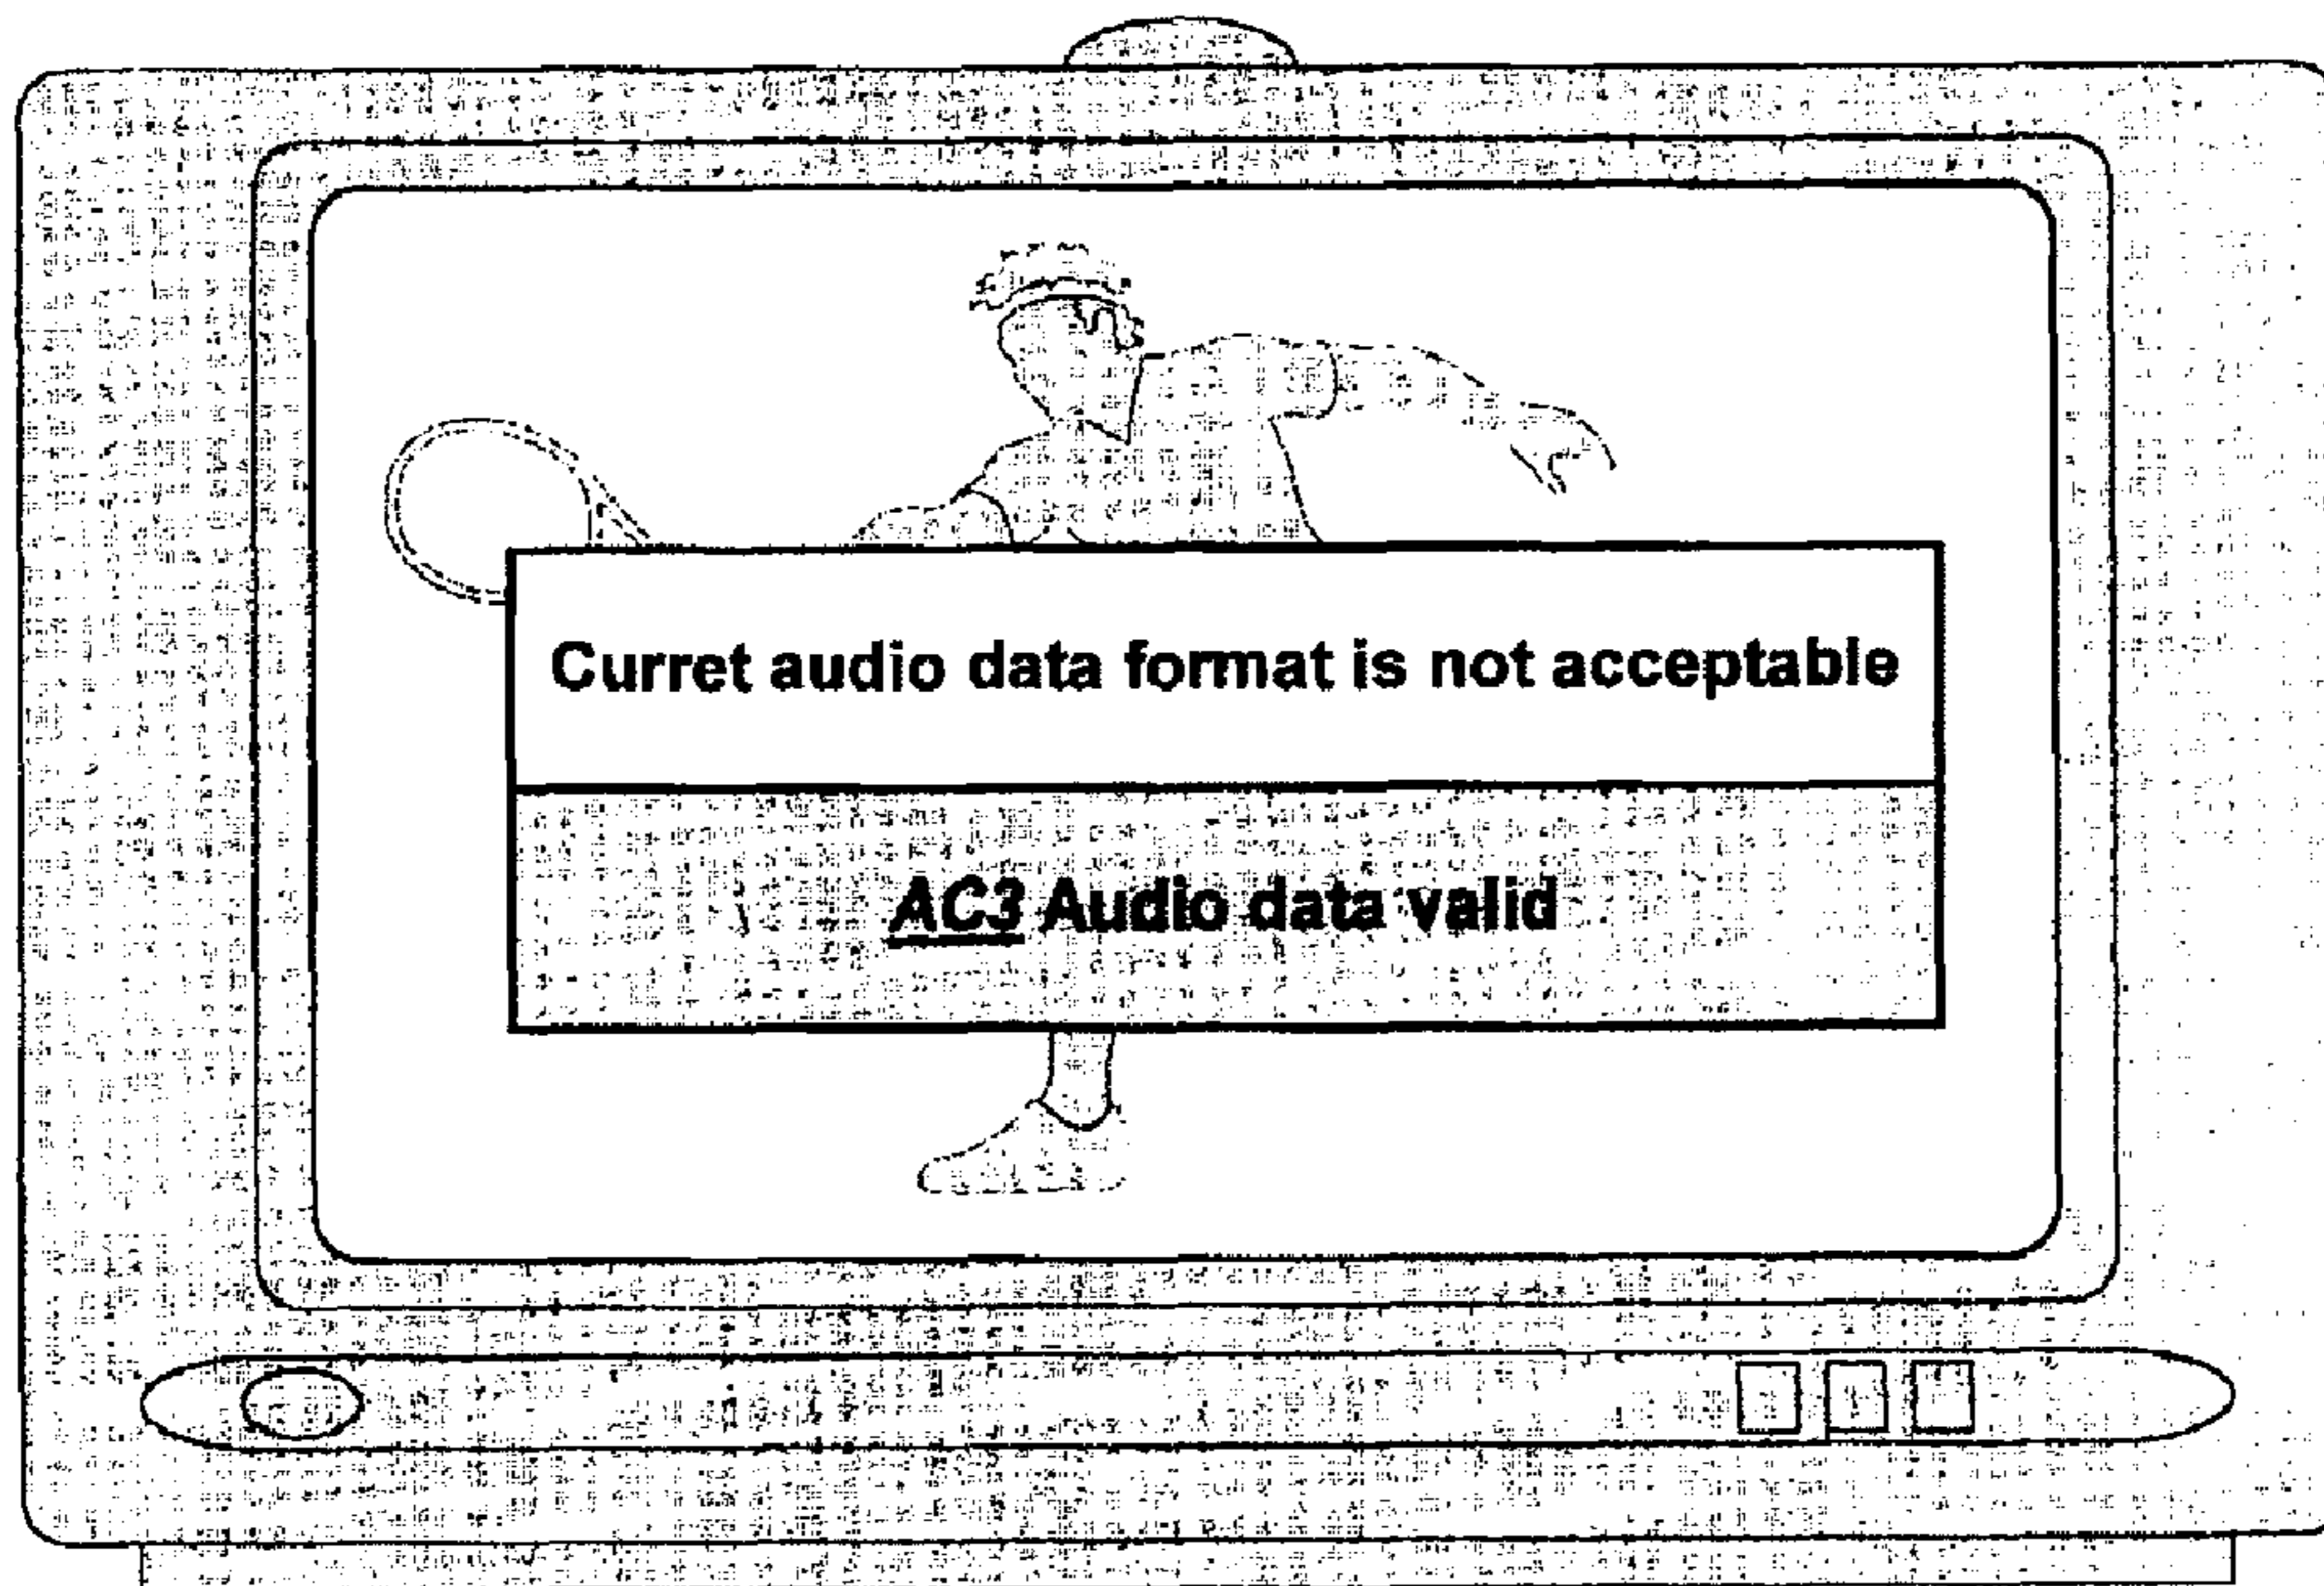 Curret audio data format is not acceptable
AC3 Audio data valid